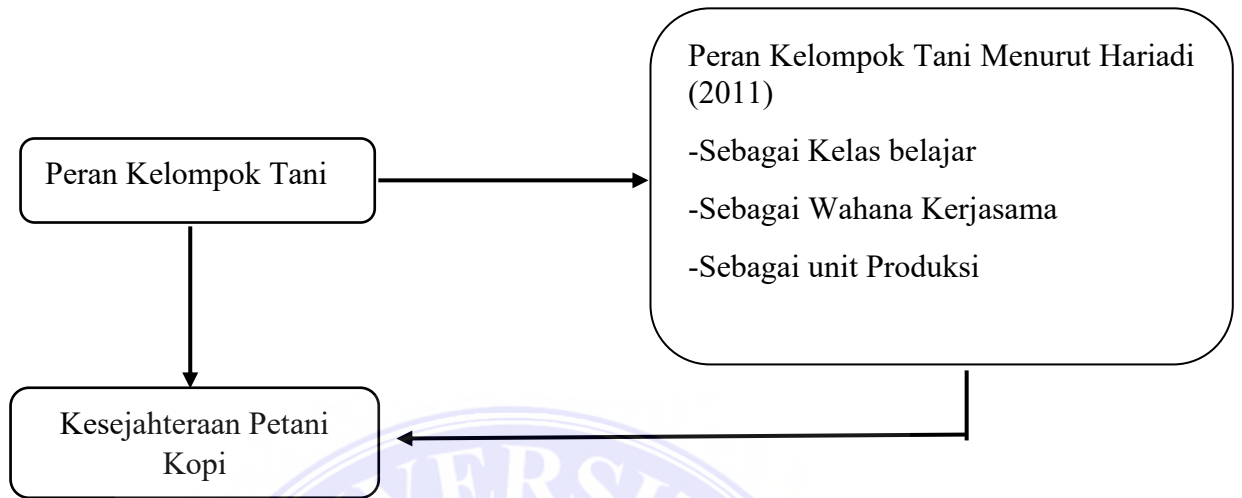 Peran Kelompok Tani
Peran Kelompok Tani Menurut Hariadi
(2011)
-Sebagai Kelas belajar
-Sebagai Wahana Kerjasama
-Sebagai unit Produksi
Kesejahteraan Petani
Kopi